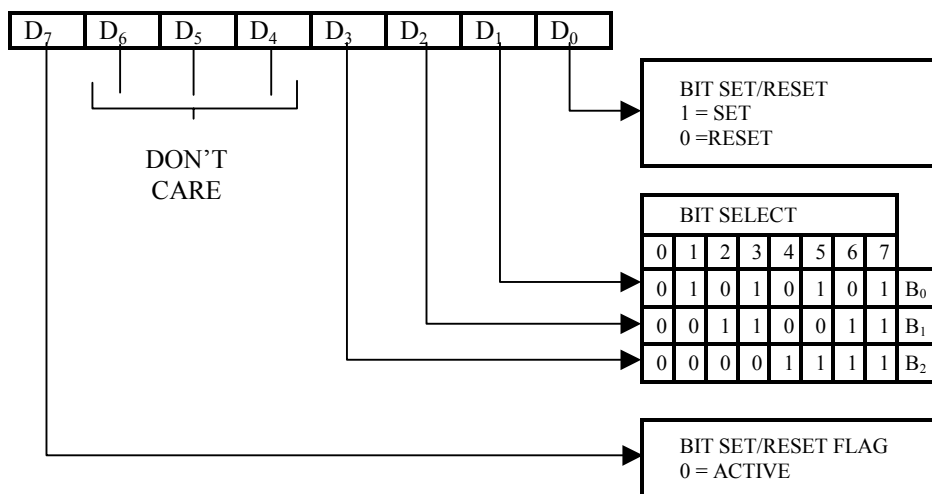 D₇ D₆ D₅ D₄ D₃ D₂ D₁ D₀
BIT SET/RESET
1 = SET
0 =RESET
DON'T
CARE
BIT SELECT
0 1 2 3 4 5 6 7
0 1 0 1 0 1 0 1 B₀
0 0 1 1 0 0 1 1 B₁
0 0 0 0 1 1 1 1 B₂
BIT SET/RESET FLAG
0 = ACTIVE